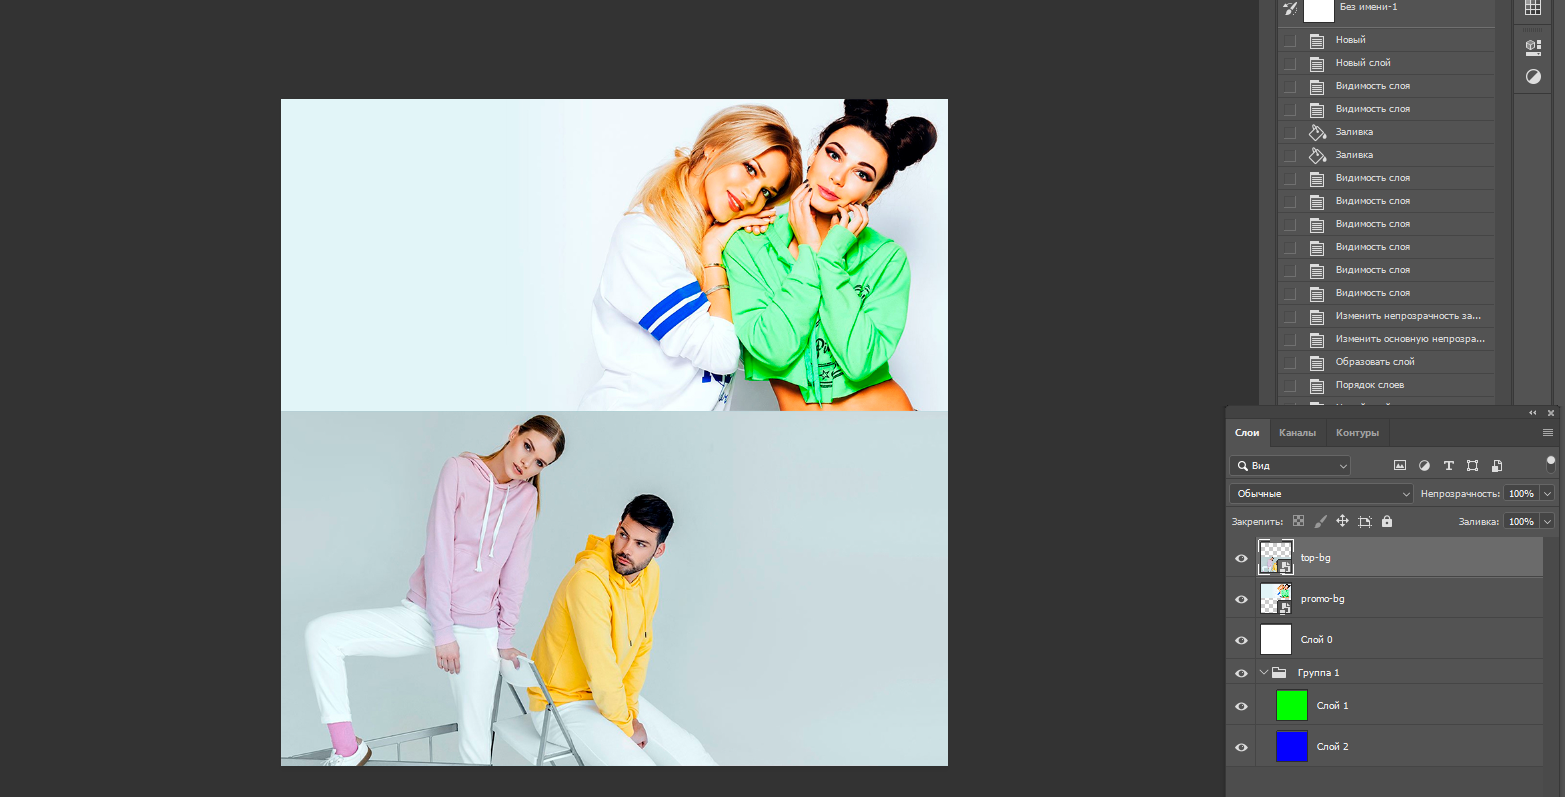 Без имени-1
Новый
Новый слой
Видимость слоя
Видимость слоя
Заливка
Заливка
Видимость слоя
Видимость слоя
Видимость слоя
Видимость слоя
Видимость слоя
Видимость слоя
Изменить непрозрачность за...
Изменить основную непрозра...
Образовать слой
Порядок слоев
Слои Каналы Контуры
Вид
Обычные Непрозрачность: 100%
Закрепить: Заливка: 100%
top-bg
promo-bg
Слой 0
Группа 1
Слой 1
Слой 2